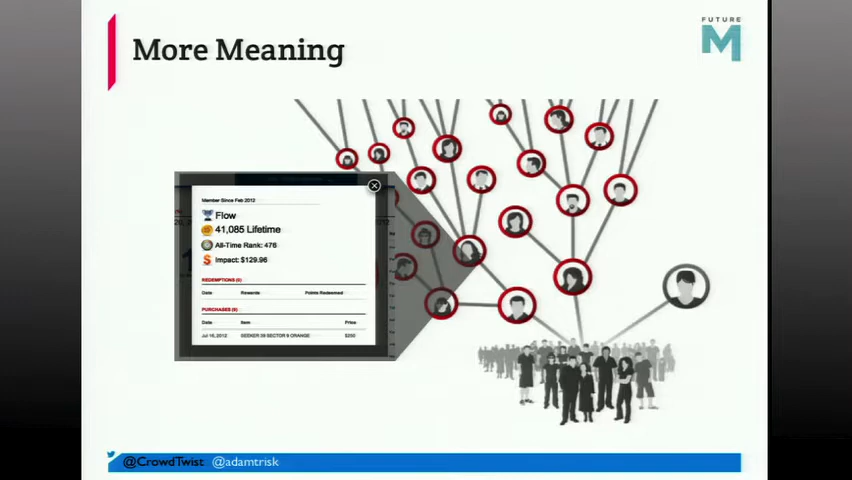 More Meaning
FUTURE
M
Member Since Feb 2012
Flow
41,085 Lifetime
All-Time Rank: 476
Impact: $129.96
REDEMPTIONS (0)
Date Rewards Points Redeemed
PURCHASES (6)
Date Item Price
Jul 16, 2012 SEEKER 39 SECTOR 9 ORANGE $250
@CrowdTwist @adamtrisk